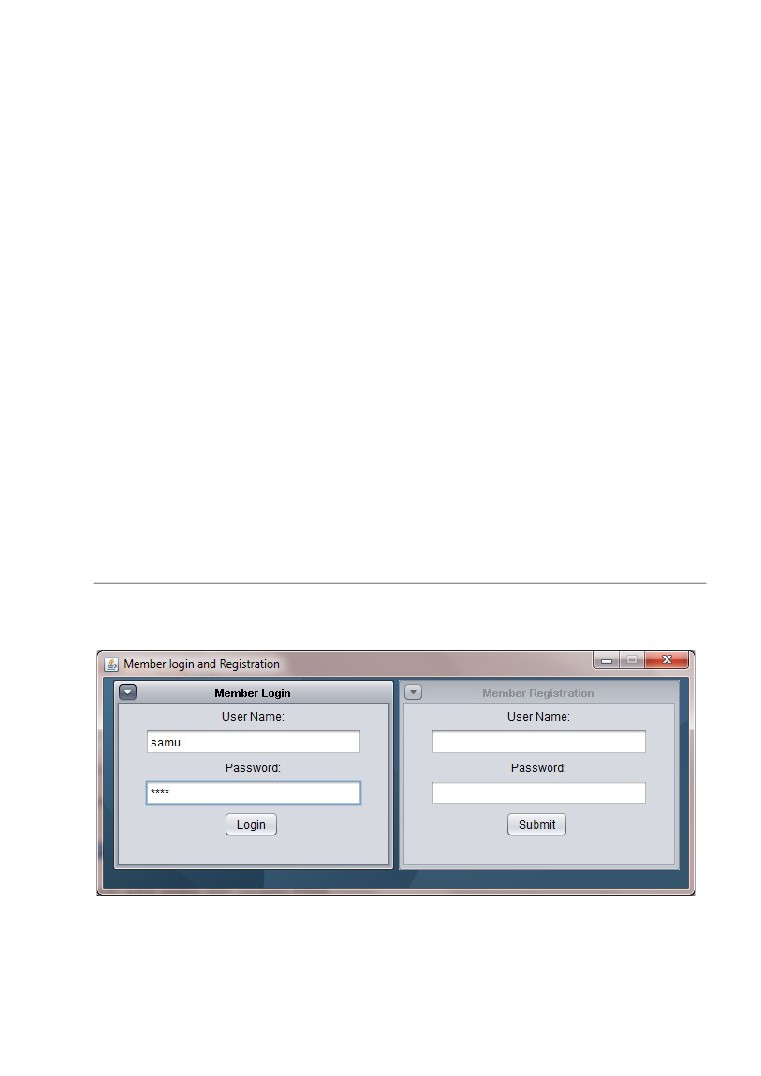 Member login and Registration
Member Login
User Name:
samu
Password:
****
Login
Member Registration
User Name:
Password
Submit